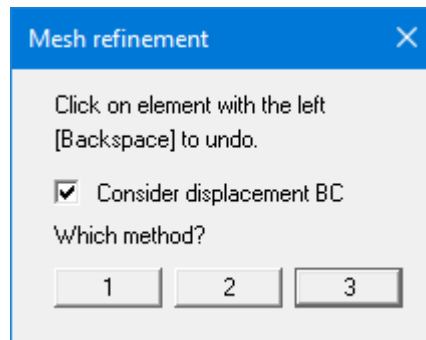 Mesh refinement
Click on element with the left
[Backspace] to undo.
Consider displacement BC
Which method?
1 2 3